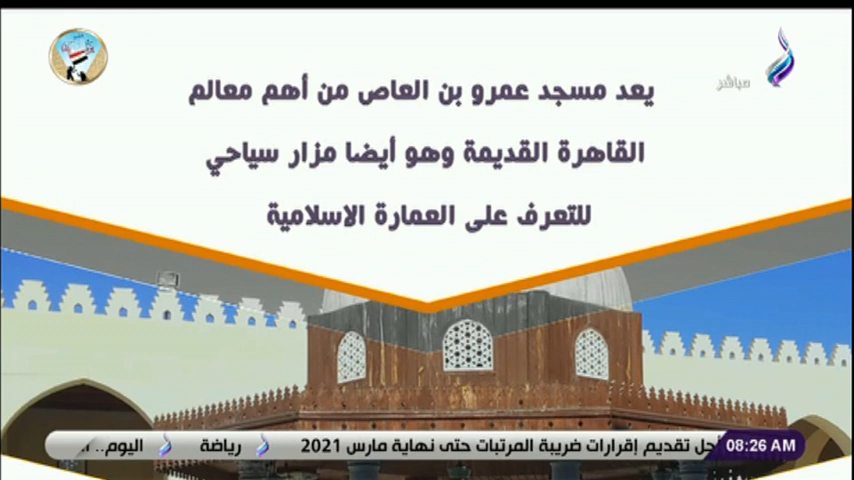 مباشر
يعد مسجد عمرو بن العاص من أهم معالم
القاهرة القديمة وهو أيضا مزار سياحي
للتعرف على العمارة الاسلامية
08:26 AM
تقديم إقرارات ضريبة المرتبات حتى نهاية مارس 2021 رياضة اليوم..